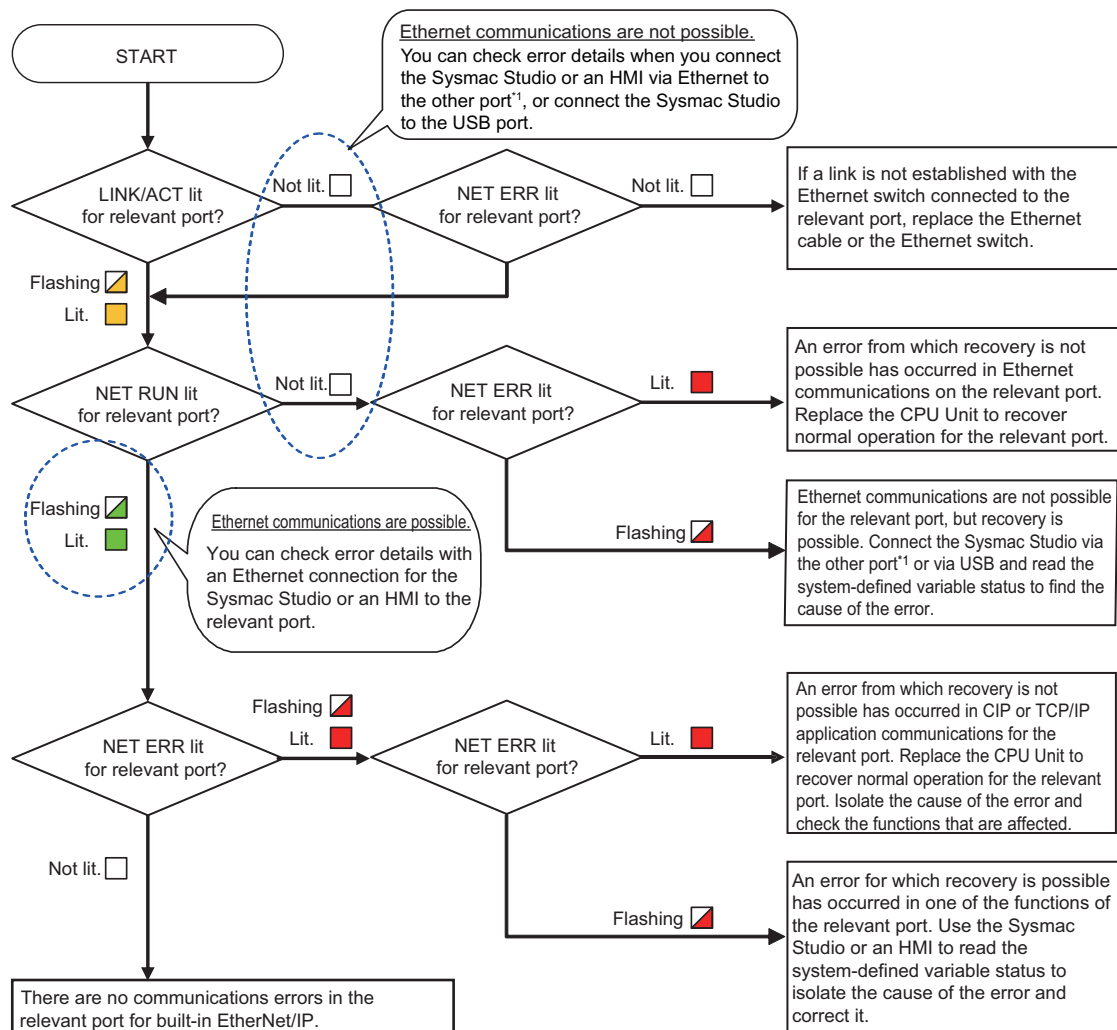 START
Ethernet communications are not possible.
You can check error details when you connect
the Sysmac Studio or an HMI via Ethernet to
the other port*1, or connect the Sysmac Studio
to the USB port.
LINK/ACT lit
for relevant port?
Not lit.
NET ERR lit
for relevant port?
Not lit.
If a link is not established with the
Ethernet switch connected to the
relevant port, replace the Ethernet
cable or the Ethernet switch.
Flashing
Lit.
NET RUN lit
for relevant port?
Not lit.
NET ERR lit
for relevant port?
Lit.
An error from which recovery is not
possible has occurred in Ethernet
communications on the relevant port.
Replace the CPU Unit to recover
normal operation for the relevant port.
Flashing
Lit.
Ethernet communications are possible.
You can check error details with
an Ethernet connection for the
Sysmac Studio or an HMI to the
relevant port.
Flashing
Ethernet communications are not possible
for the relevant port, but recovery is
possible. Connect the Sysmac Studio via
the other port*1 or via USB and read the
system-defined variable status to find the
cause of the error.
NET ERR lit
for relevant port?
Flashing
Lit.
NET ERR lit
for relevant port?
Lit.
An error from which recovery is not
possible has occurred in CIP or TCP/IP
application communications for the
relevant port. Replace the CPU Unit to
recover normal operation for the relevant
port. Isolate the cause of the error and
check the functions that are affected.
Not lit.
Flashing
An error for which recovery is possible
has occurred in one of the functions of
the relevant port. Use the Sysmac
Studio or an HMI to read the
system-defined variable status to
isolate the cause of the error and
correct it.
There are no communications errors in the
relevant port for built-in EtherNet/IP.